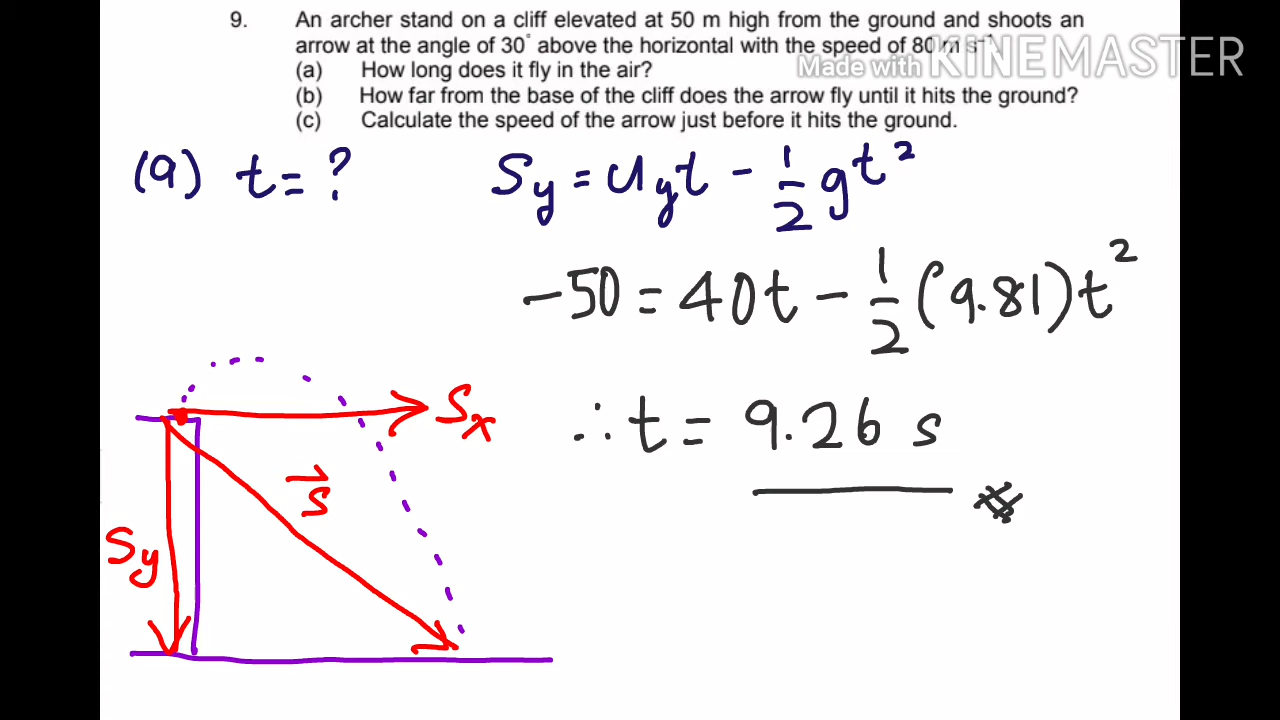 9. An archer stand on a cliff elevated at 50 m high from the ground and shoots an
arrow at the angle of 30° above the horizontal with the speed of 80 m s⁻¹.
Made with KINEMASTER
(a) How long does it fly in the air?
(b) How far from the base of the cliff does the arrow fly until it hits the ground?
(c) Calculate the speed of the arrow just before it hits the ground.
(a) t = ? Sy = uyt - 1/2 gt²
-50 = 40t - 1/2 (9.81)t²
∴ t = 9.26 s
Sx
s⃗
Sy